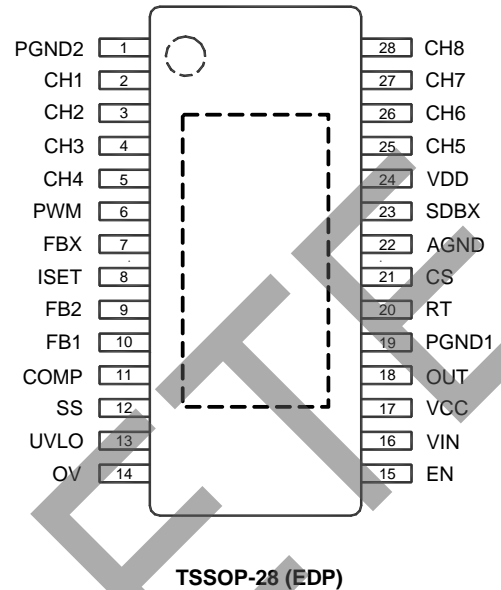 PGND2 1 28 CH8
CH1 2 27 CH7
CH2 3 26 CH6
CH3 4 25 CH5
CH4 5 24 VDD
PWM 6 23 SDBX
FBX 7 22 AGND
ISET 8 21 CS
FB2 9 20 RT
FB1 10 19 PGND1
COMP 11 18 OUT
SS 12 17 VCC
UVLO 13 16 VIN
OV 14 15 EN
TSSOP-28 (EDP)